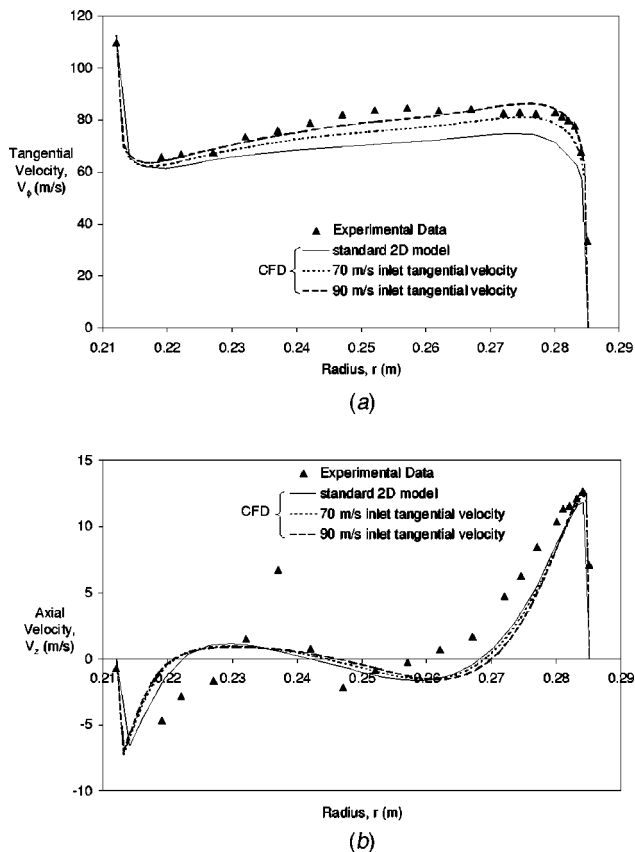 120
100
80
60
40
20
0
Tangential
Velocity,
Vϕ (m/s)
Experimental Data
standard 2D model
CFD
70 m/s inlet tangential velocity
90 m/s inlet tangential velocity
0.21 0.22 0.23 0.24 0.25 0.26 0.27 0.28 0.29
Radius, r (m)
(a)
15
10
5
0
-5
-10
Axial
Velocity,
Vz (m/s)
Experimental Data
standard 2D model
CFD
70 m/s inlet tangential velocity
90 m/s inlet tangential velocity
0.21 0.22 0.23 0.24 0.25 0.26 0.27 0.28 0.29
Radius, r (m)
(b)